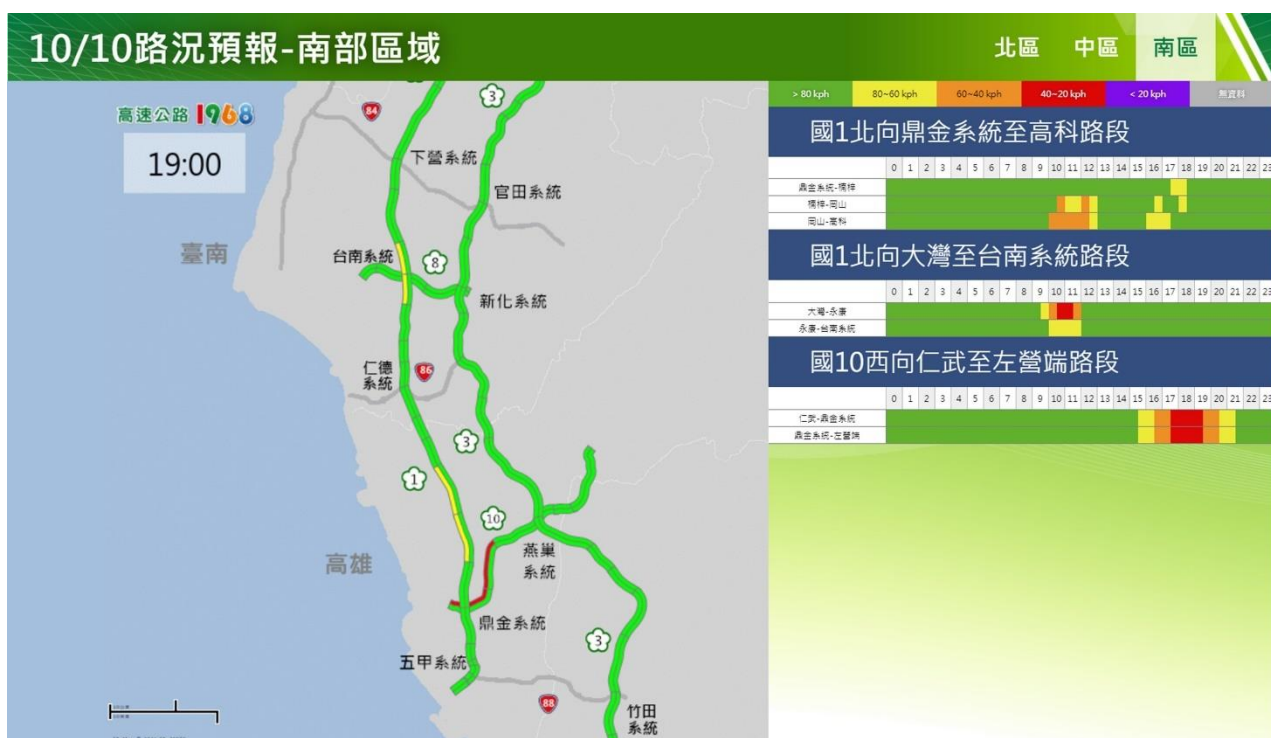 10/10路況預報-南部區域
北區 中區 南區
高速公路 1968
19:00
84
3
下營系統
官田系統
臺南
台南系統
8
新化系統
仁德
系統
86
3
1
10
燕巢
系統
高雄
鼎金系統
3
五甲系統
88
竹田
系統
> 80 kph 80~60 kph 60~40 kph 40~20 kph < 20 kph 無資料
國1北向鼎金系統至高科路段
0 1 2 3 4 5 6 7 8 9 10 11 12 13 14 15 16 17 18 19 20 21 22 23
鼎金系統-楠梓
楠梓-岡山
岡山-高科
國1北向大灣至台南系統路段
0 1 2 3 4 5 6 7 8 9 10 11 12 13 14 15 16 17 18 19 20 21 22 23
大灣-永康
永康-台南系統
國10西向仁武至左營端路段
0 1 2 3 4 5 6 7 8 9 10 11 12 13 14 15 16 17 18 19 20 21 22 23
仁武-鼎金系統
鼎金系統-左營端